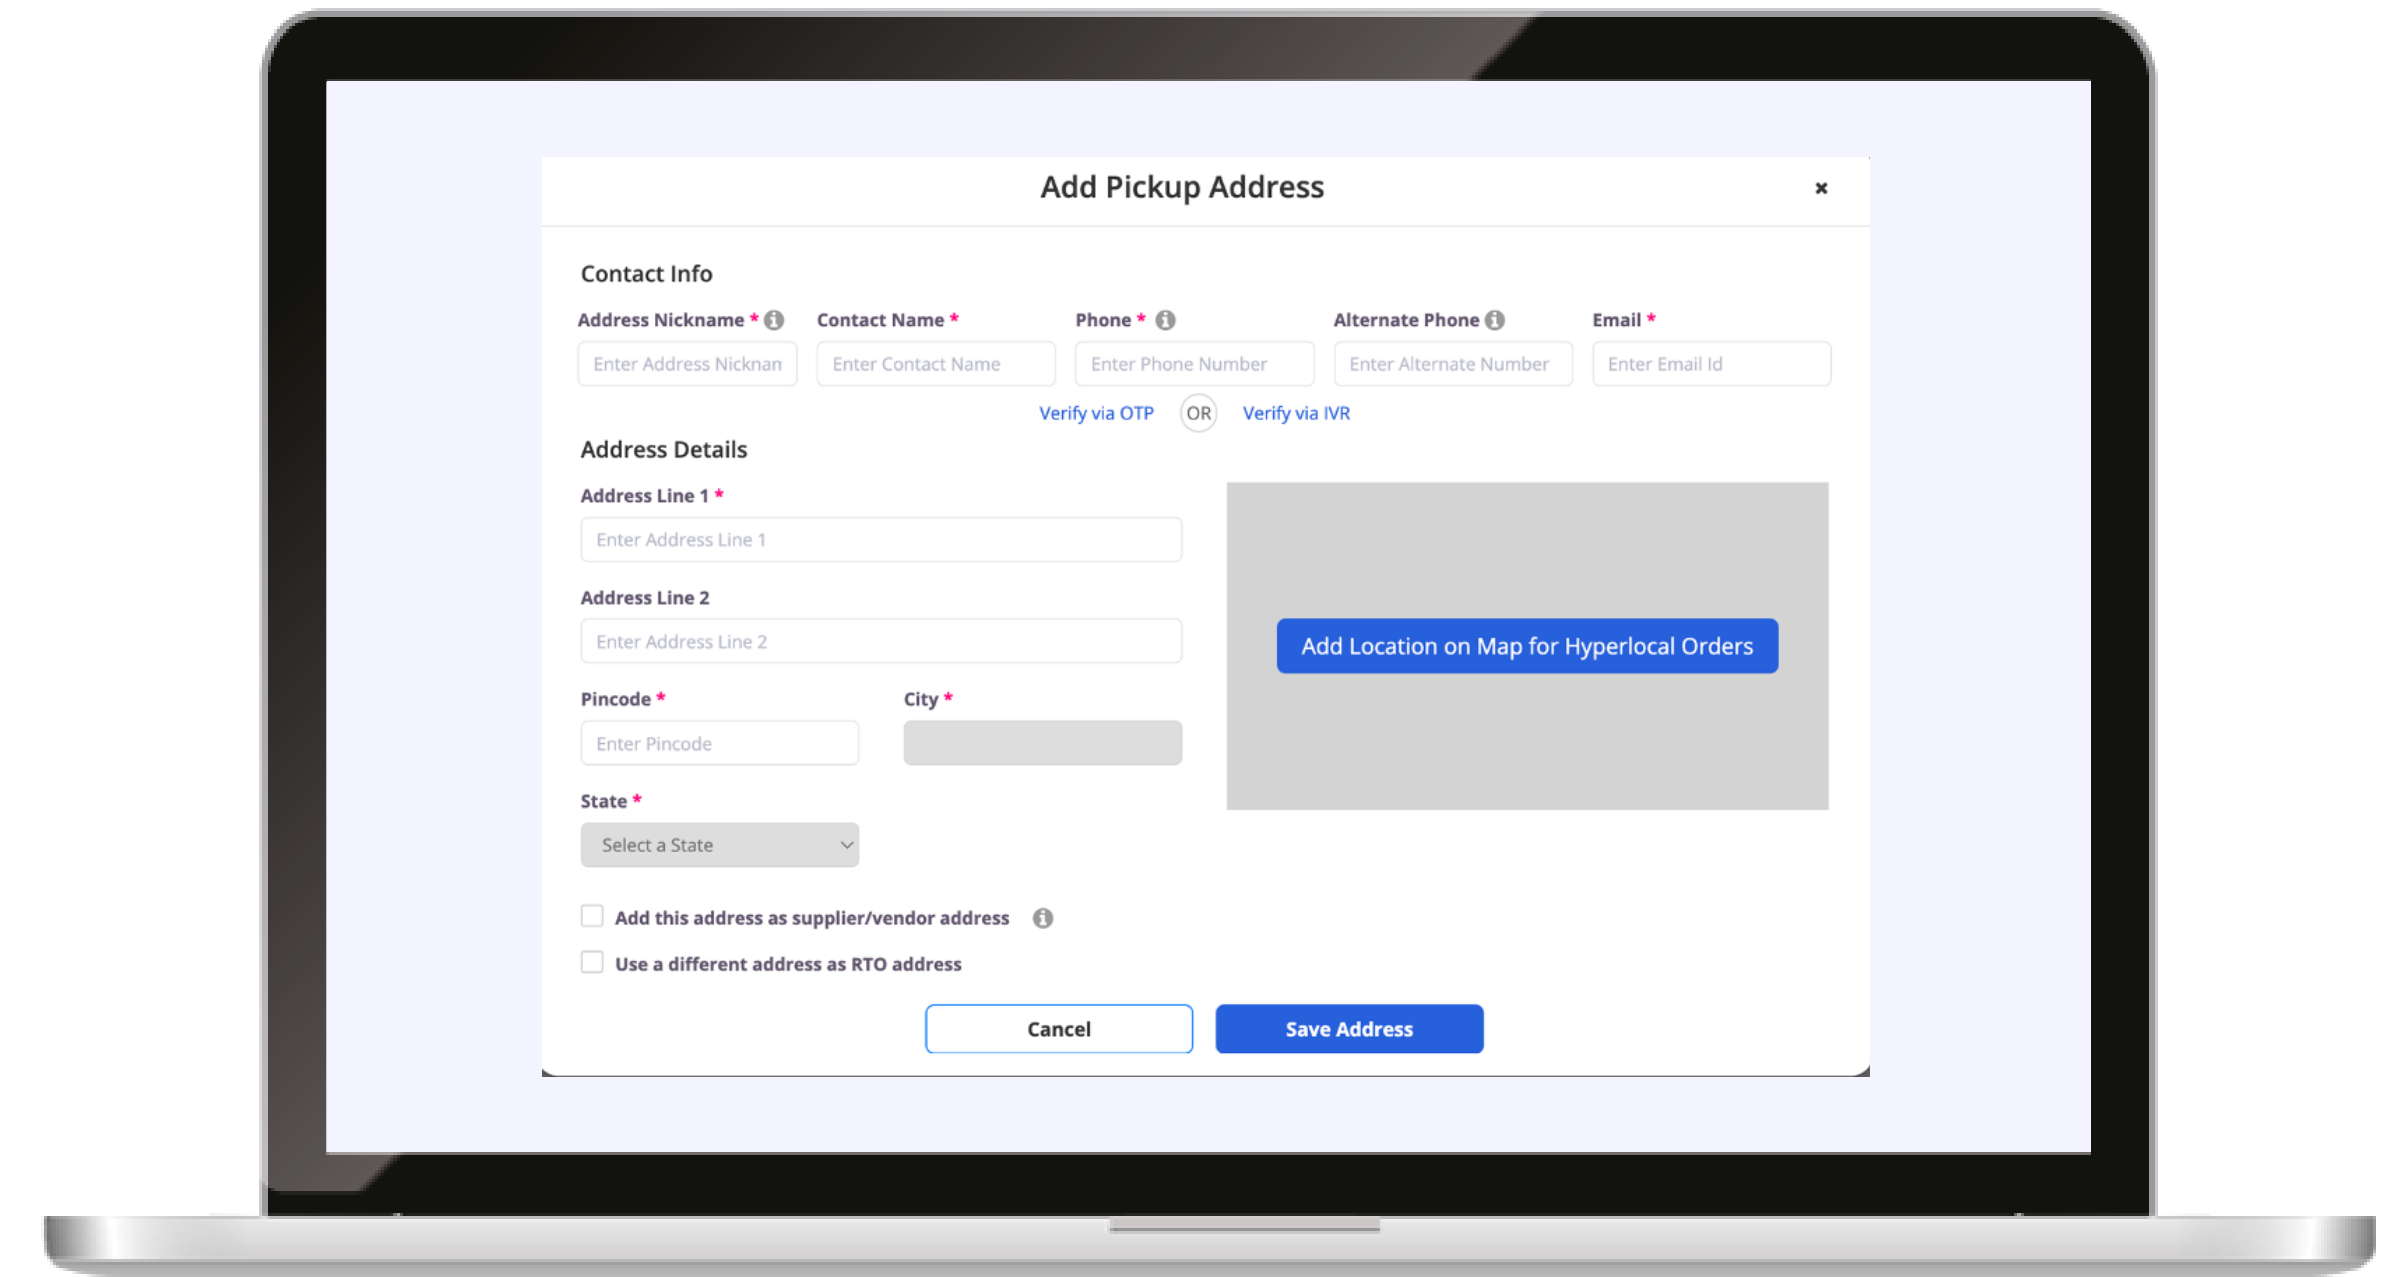 Add Pickup Address
Contact Info
Address Nickname * Contact Name * Phone * Alternate Phone Email *
Enter Address Nicknan Enter Contact Name Enter Phone Number Enter Alternate Number Enter Email Id
Verify via OTP OR Verify via IVR
Address Details
Address Line 1 *
Enter Address Line 1
Address Line 2
Enter Address Line 2
Add Location on Map for Hyperlocal Orders
Pincode * City *
Enter Pincode
State *
Select a State
Add this address as supplier/vendor address
Use a different address as RTO address
Cancel Save Address